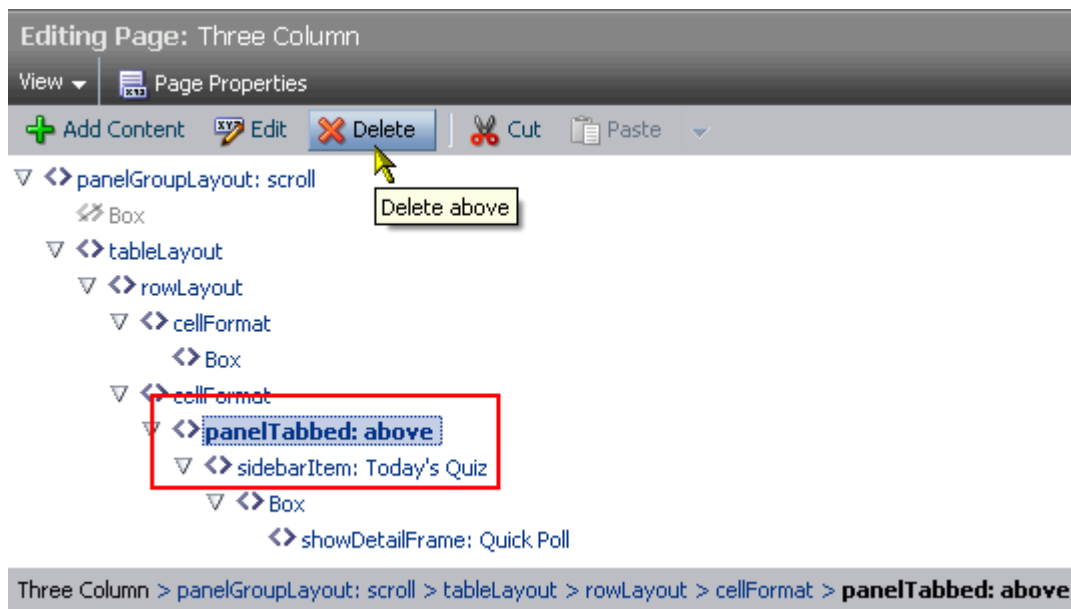 Editing Page: Three Column
View Page Properties
Add Content Edit Delete Cut Paste
panelGroupLayout: scroll
Delete above
Box
tableLayout
rowLayout
cellFormat
Box
cellFormat
panelTabbed: above
sidebarItem: Today's Quiz
Box
showDetailFrame: Quick Poll
Three Column > panelGroupLayout: scroll > tableLayout > rowLayout > cellFormat > panelTabbed: above